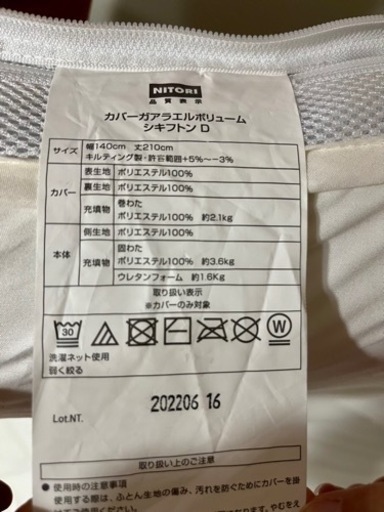 NITORI
品質表示
カバーガアラエルボリューム
シキフトン D
サイズ 幅140cm 丈210cm
キルティング製・許容範囲+5%~-3%
カバー 表生地 ポリエステル100%
裏生地 ポリエステル100%
充填物 巻わた
ポリエステル100% 約2.1kg
本体 側生地 ポリエステル100%
充填物 固わた
ポリエステル100% 約3.6kg
ウレタンフォーム 約1.6Kg
取り扱い表示
※カバーのみ対象
30 W
洗濯ネット使用
弱く絞る
202206 16
Lot.NT.
取り扱い上のご注意
●使用時の注意事項
使用する際は、ふとん生地の傷み、汚れを防ぐためにカバーを掛